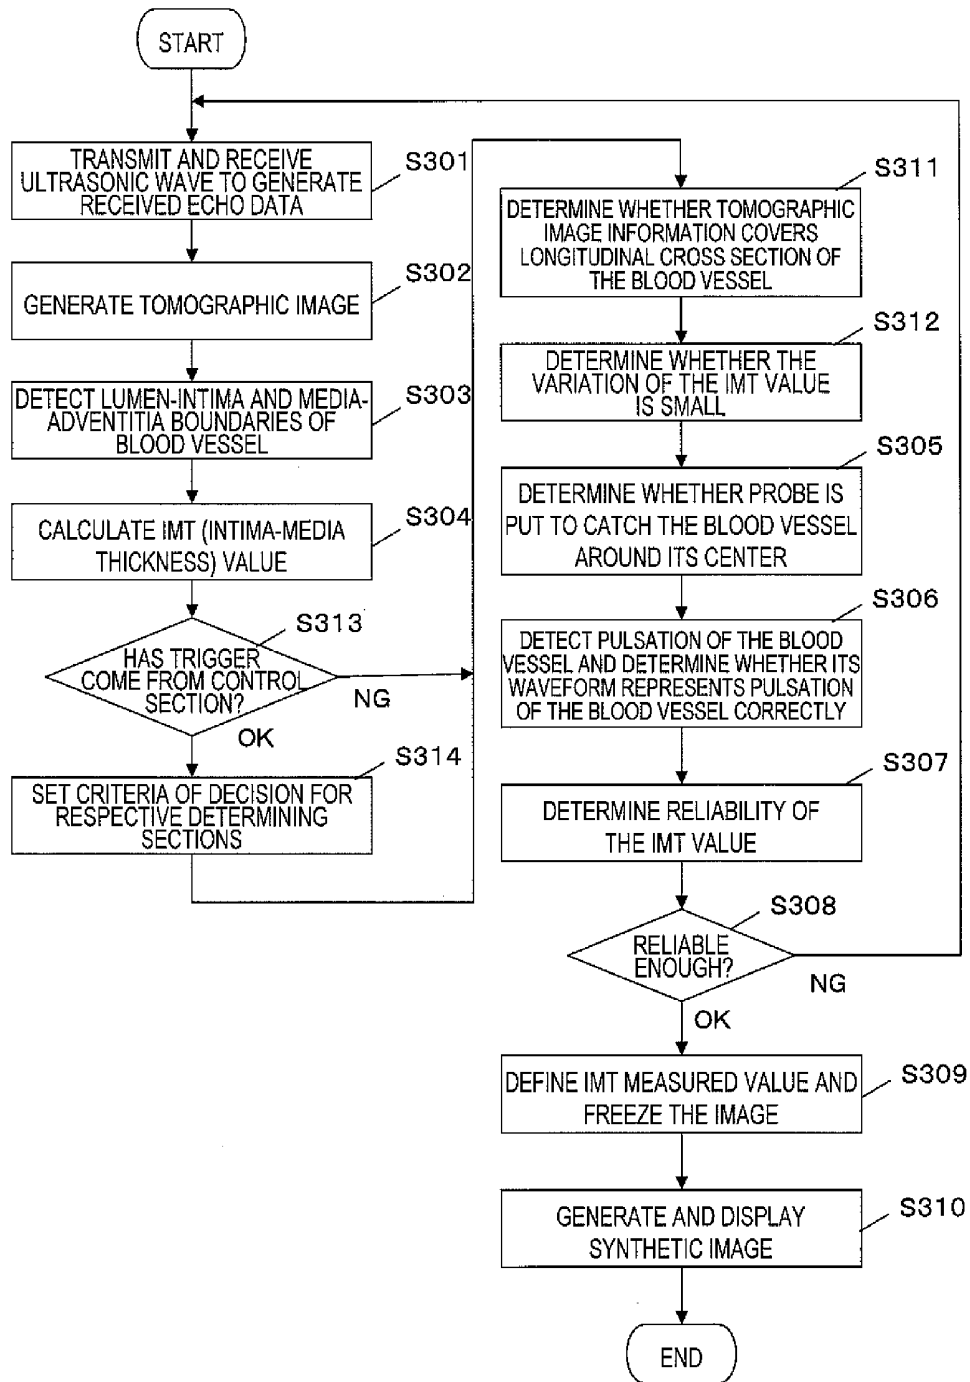 START
TRANSMIT AND RECEIVE
ULTRASONIC WAVE TO GENERATE
RECEIVED ECHO DATA
S301
GENERATE TOMOGRAPHIC IMAGE
S302
DETECT LUMEN-INTIMA AND MEDIA-
ADVENTITIA BOUNDARIES OF
BLOOD VESSEL
S303
CALCULATE IMT (INTIMA-MEDIA
THICKNESS) VALUE
S304
HAS TRIGGER
COME FROM CONTROL
SECTION?
S313
NG
OK
SET CRITERIA OF DECISION FOR
RESPECTIVE DETERMINING
SECTIONS
S314
DETERMINE WHETHER TOMOGRAPHIC
IMAGE INFORMATION COVERS
LONGITUDINAL CROSS SECTION OF
THE BLOOD VESSEL
S311
DETERMINE WHETHER THE
VARIATION OF THE IMT VALUE
IS SMALL
S312
DETERMINE WHETHER PROBE IS
PUT TO CATCH THE BLOOD VESSEL
AROUND ITS CENTER
S305
DETECT PULSATION OF THE BLOOD
VESSEL AND DETERMINE WHETHER ITS
WAVEFORM REPRESENTS PULSATION
OF THE BLOOD VESSEL CORRECTLY
S306
DETERMINE RELIABILITY OF
THE IMT VALUE
S307
RELIABLE
ENOUGH?
S308
NG
OK
DEFINE IMT MEASURED VALUE AND
FREEZE THE IMAGE
S309
GENERATE AND DISPLAY
SYNTHETIC IMAGE
S310
END